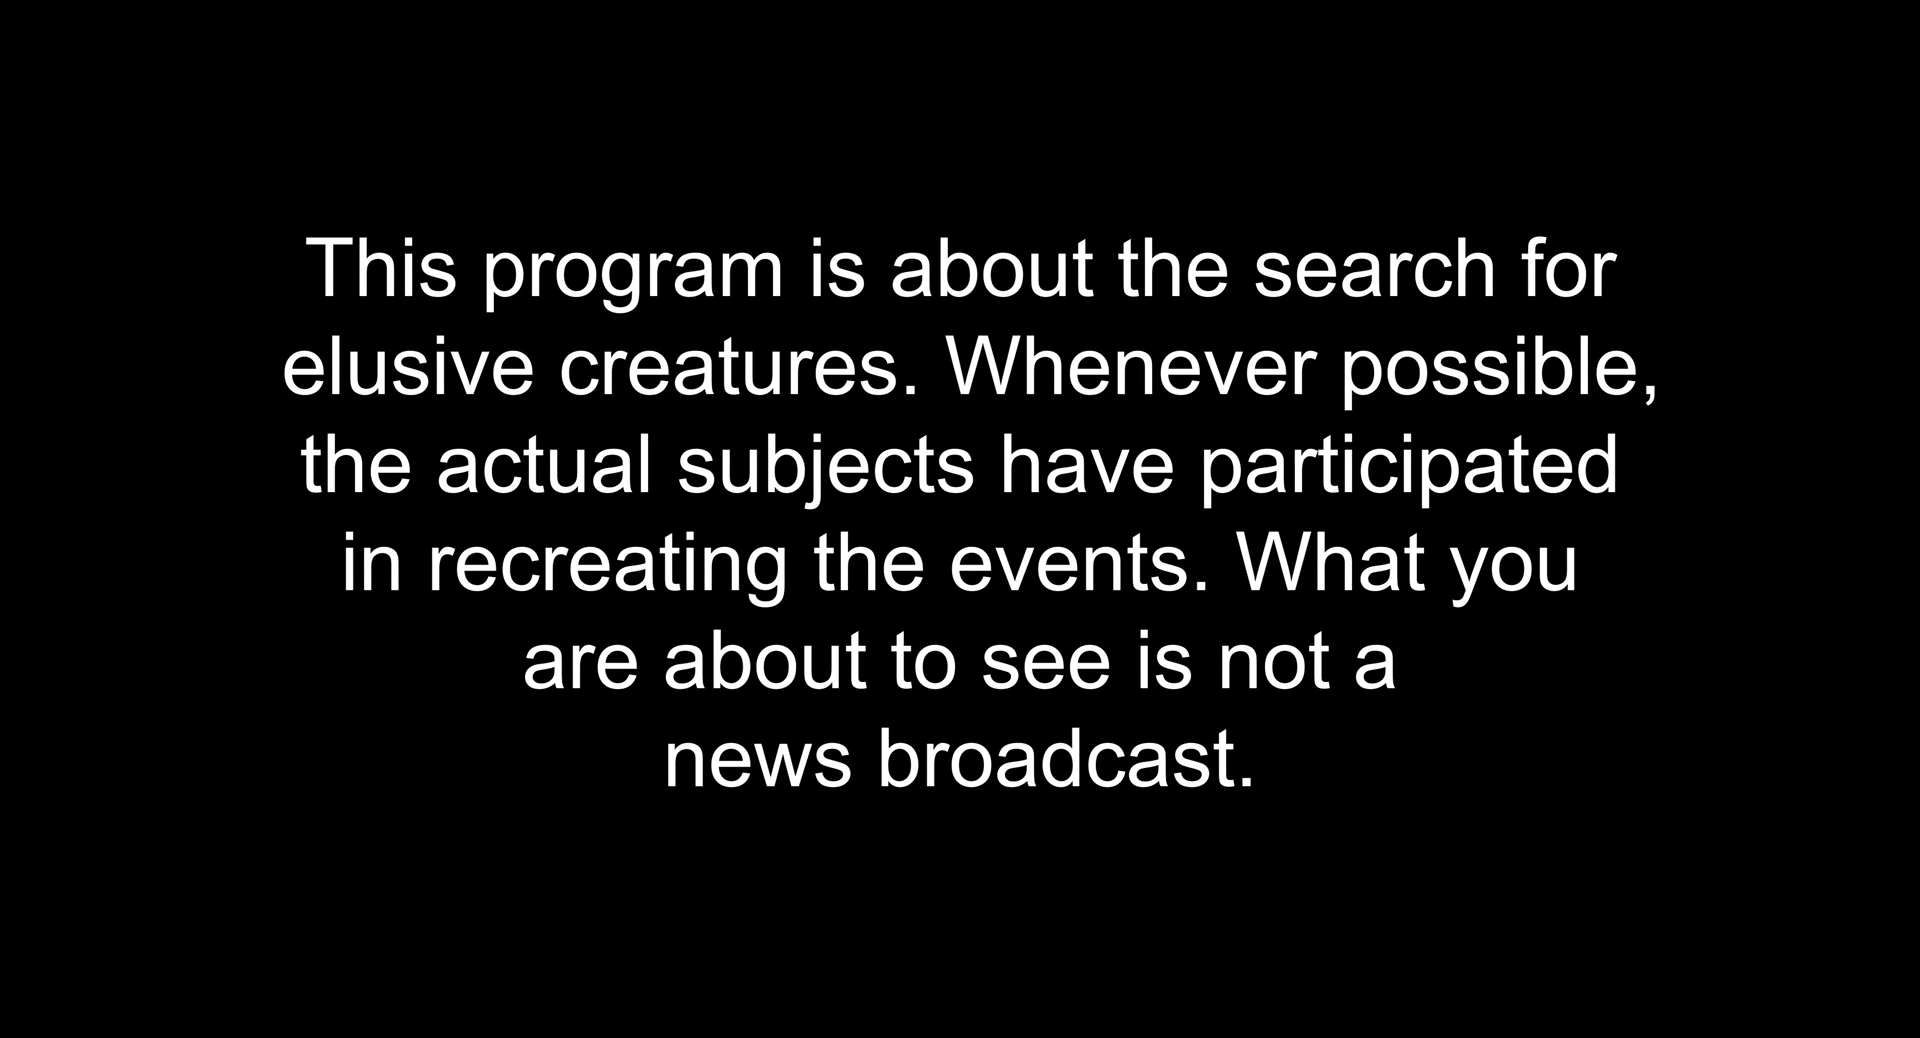 This program is about the search for
elusive creatures. Whenever possible,
the actual subjects have participated
in recreating the events. What you
are about to see is not a
news broadcast.